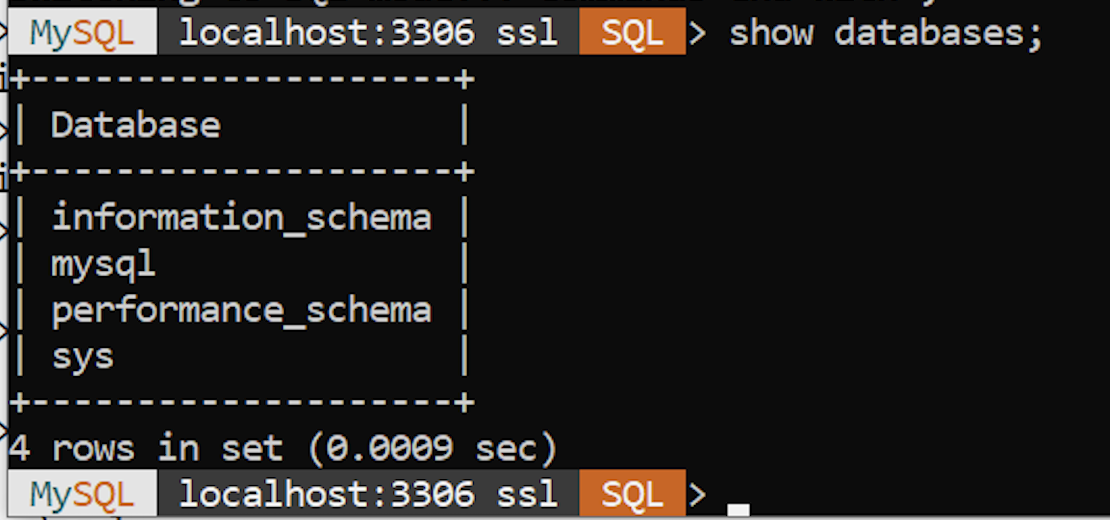 MySQL localhost:3306 ssl SQL > show databases;
+--------------------+
| Database           |
+--------------------+
| information_schema |
| mysql              |
| performance_schema |
| sys                |
+--------------------+
4 rows in set (0.0009 sec)
MySQL localhost:3306 ssl SQL > _